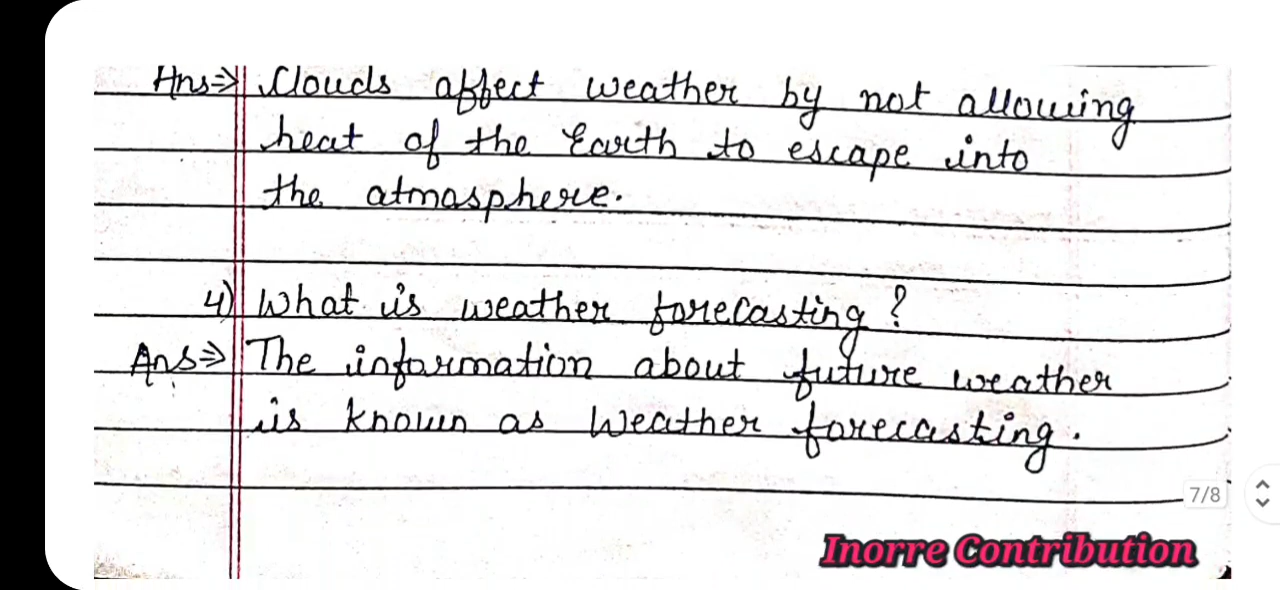 Ans⇒ Clouds affect weather by not allowing
heat of the Earth to escape into
the atmosphere.
4) What is weather forecasting?
Ans⇒ The information about future weather
is known as Weather forecasting.
7/8
Inorre Contribution